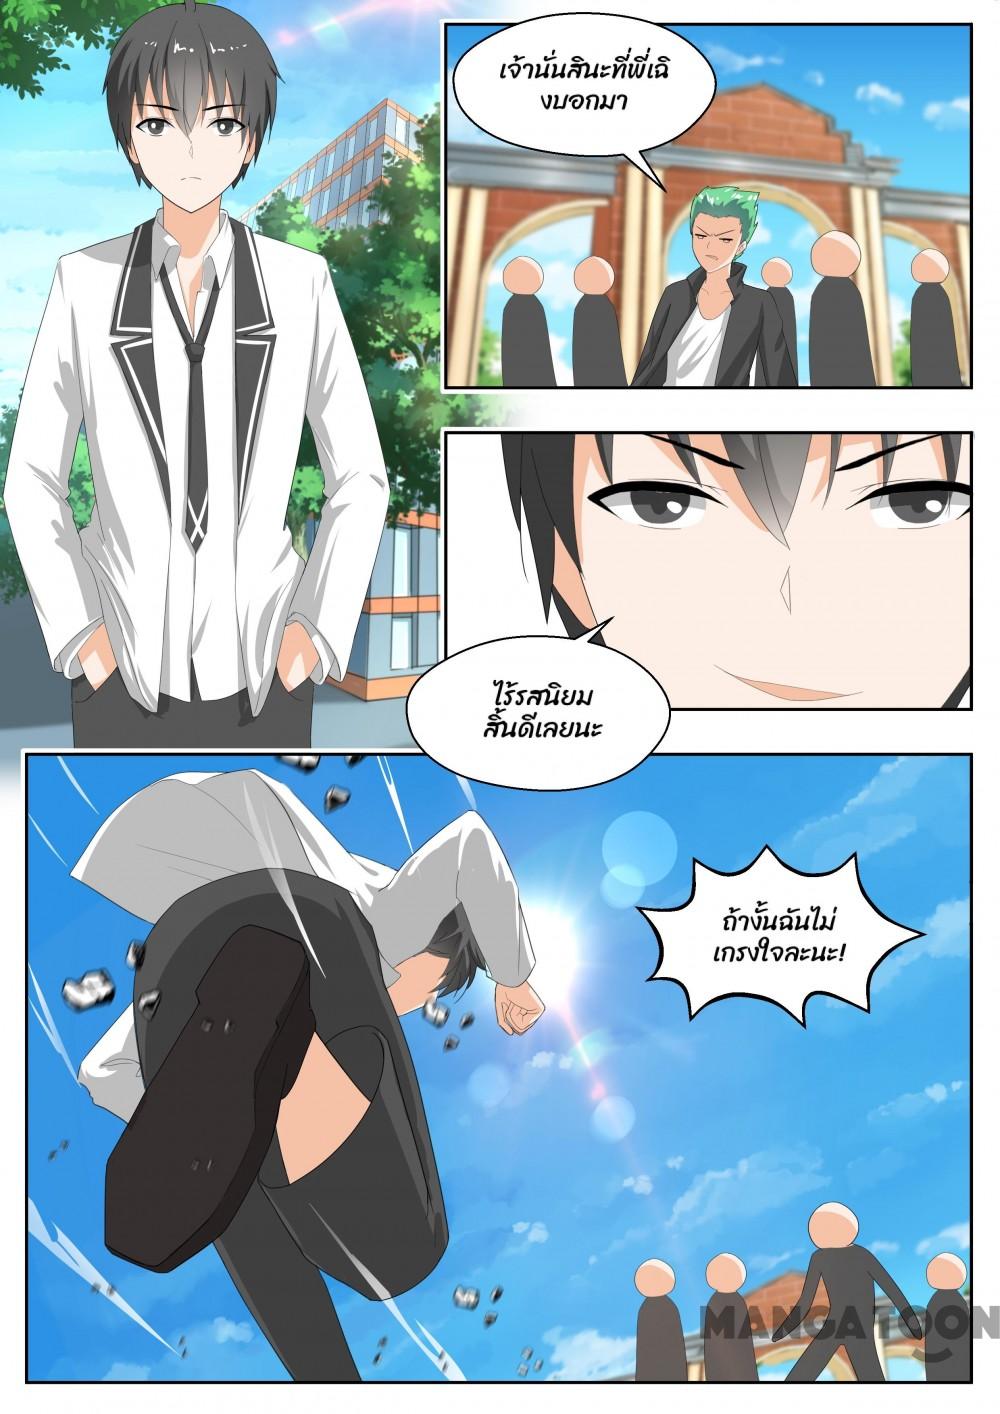 เจ้านั่นสินะที่พี่เฉิ
งบอกมา
ไร้รสนิยม
สิ้นดีเลยนะ
ถ้างั้นฉันไม่
เกรงใจละนะ!
MANGATOON